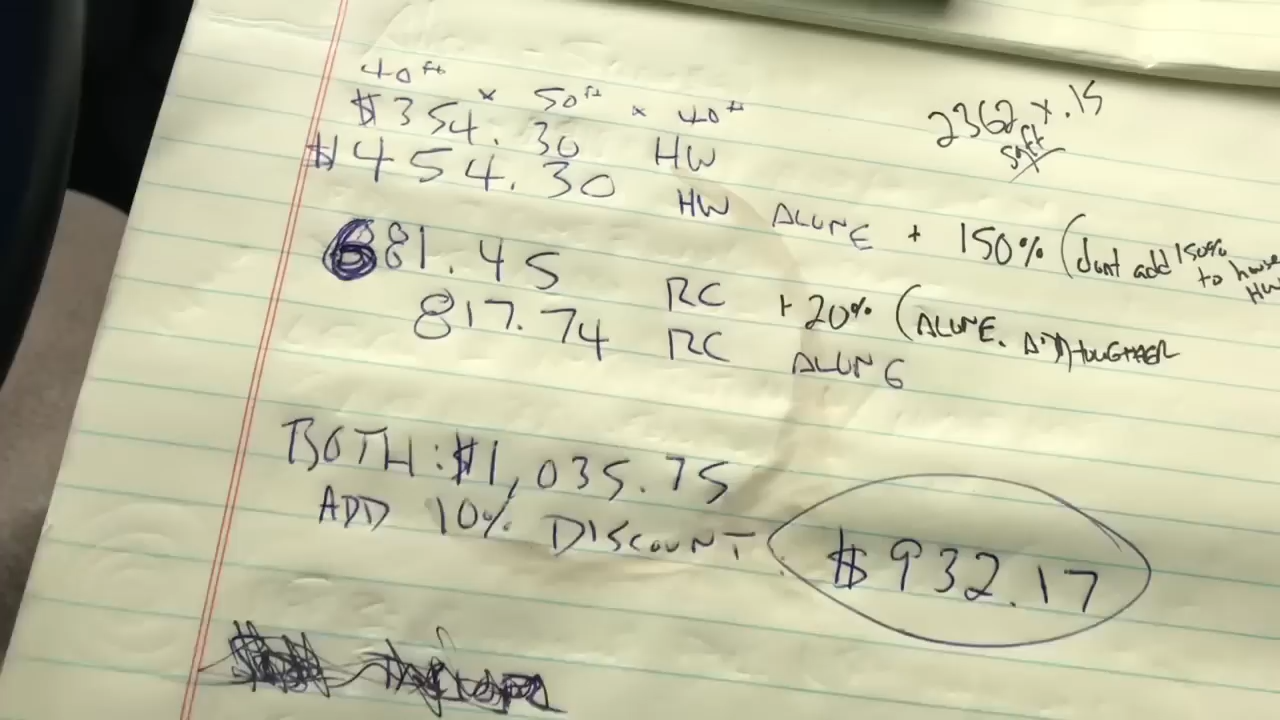 40ft x 50ft x 40ft
2362 x .15
sqft
$354.30 HW
$454.30 HW ALONE + 150% (dont add 150% to house HW
681.45 RC + 20% (ALONE.
817.74 RC ALONE
BOTH: $1,035.75
ADD 10% DISCOUNT: $932.17